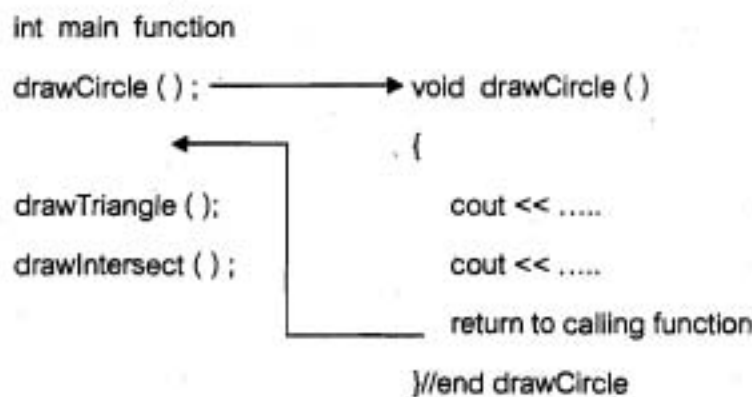 int main function
drawCircle ( ) ;
void drawCircle ( )
{
drawTriangle ( );
cout << .....
drawIntersect ( ) ;
cout << .....
return to calling function
}//end drawCircle